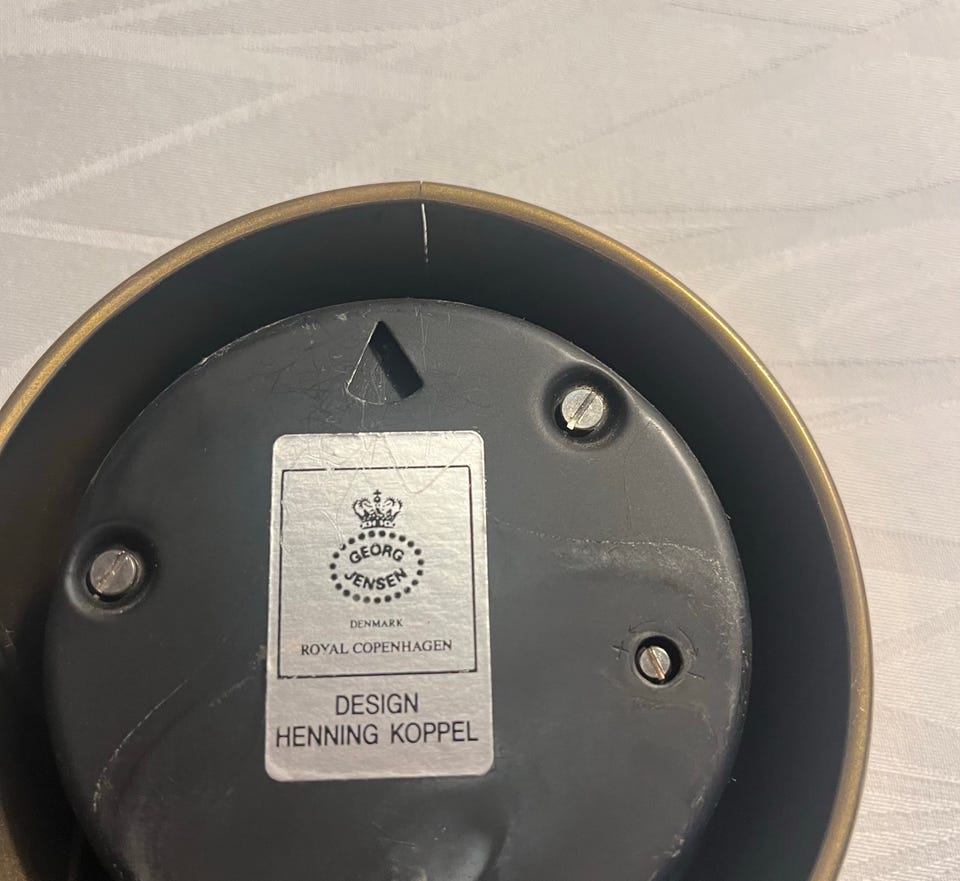 GEORG
JENSEN
DENMARK
ROYAL COPENHAGEN
DESIGN
HENNING KOPPEL
+
-